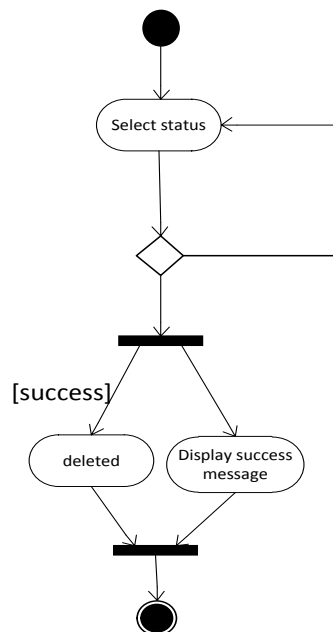 Select status
[success]
deleted
Display success
message